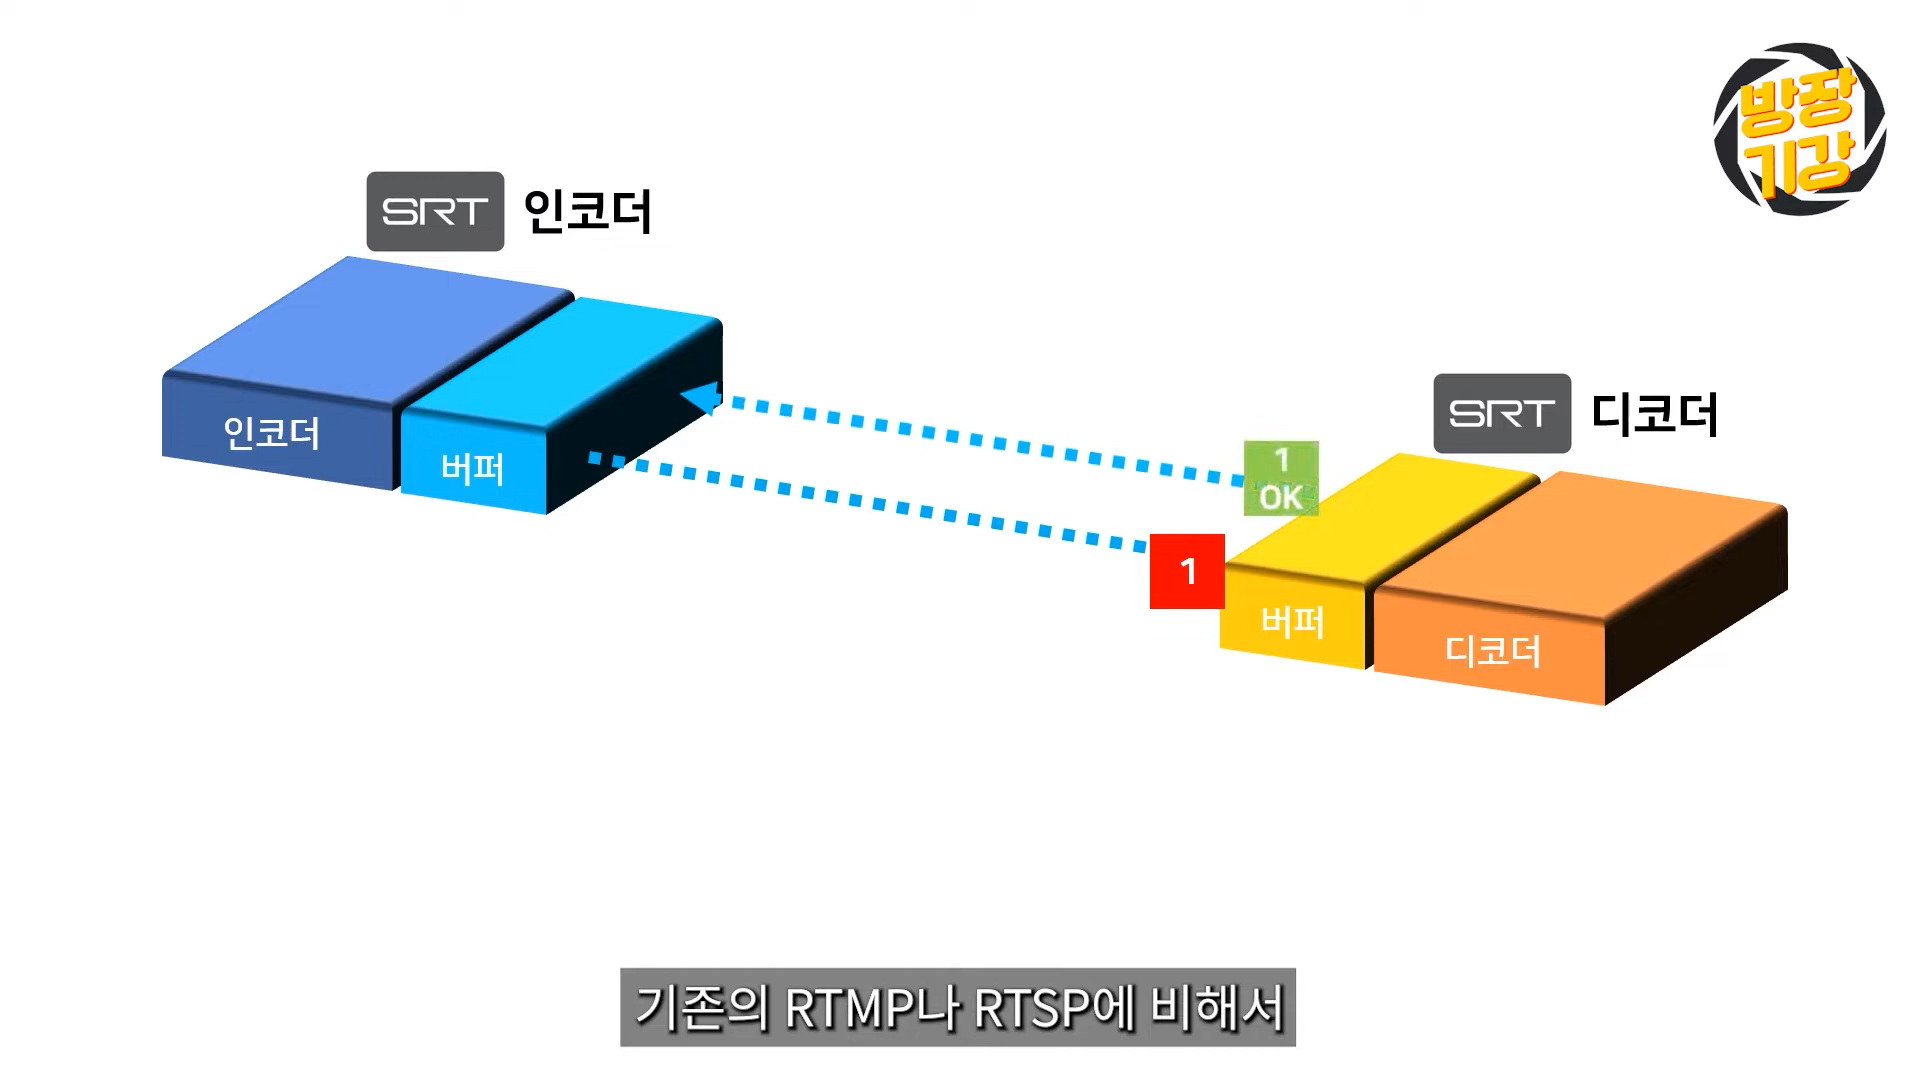 방장
기강
SRT 인코더
인코더
버퍼
SRT 디코더
1
OK
1
버퍼
디코더
기존의 RTMP나 RTSP에 비해서